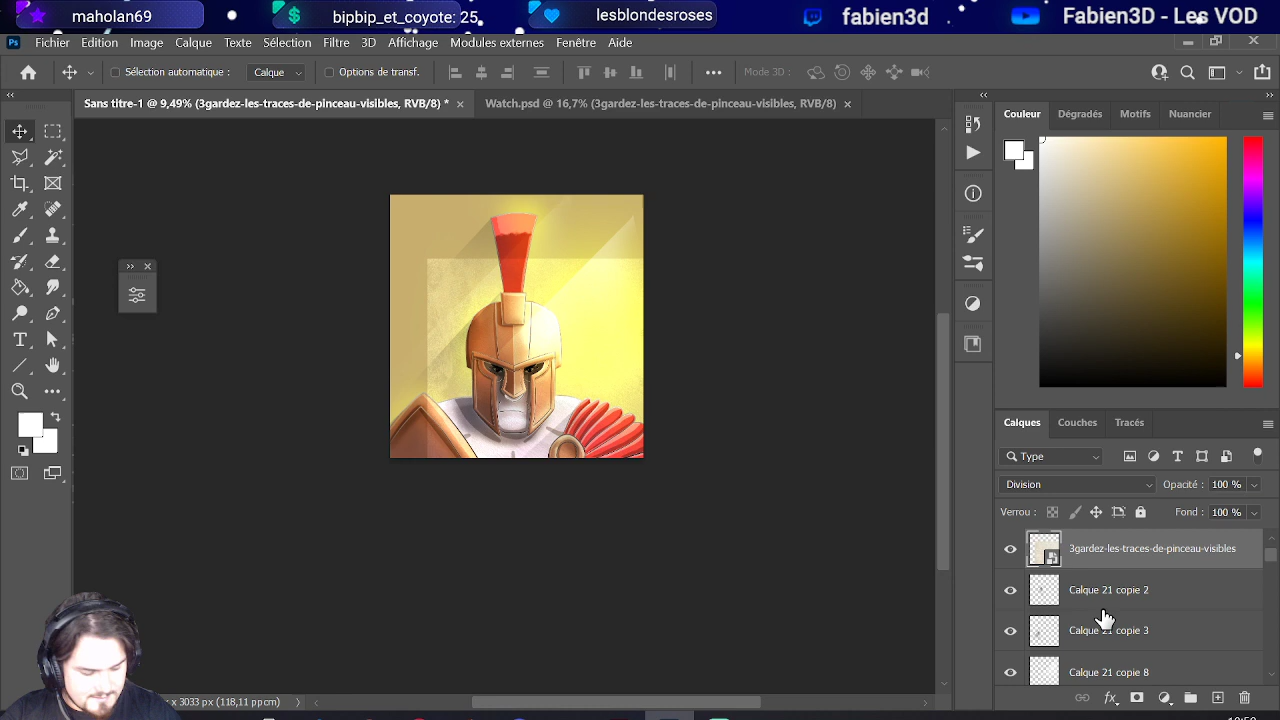 maholan69
bipbip_et_coyote: 25
lesblondesroses
fabien3d
Fabien3D - Les VOD
Ps Fichier Edition Image Calque Texte Sélection Filtre 3D Affichage Modules externes Fenêtre Aide
Sélection automatique : Calque Options de transf. Mode 3D :
Sans titre-1 @ 9,49% (3gardez-les-traces-de-pinceau-visibles, RVB/8) * Watch.psd @ 16,7% (3gardez-les-traces-de-pinceau-visibles, RVB/8)
Couleur Dégradés Motifs Nuancier
Calques Couches Tracés
Type
Division Opacité : 100 %
Verrou : Fond : 100 %
3gardez-les-traces-de-pinceau-visibles
Calque 21 copie 2
Calque 21 copie 3
Calque 21 copie 8
x 3033 px (118,11 ppcm)